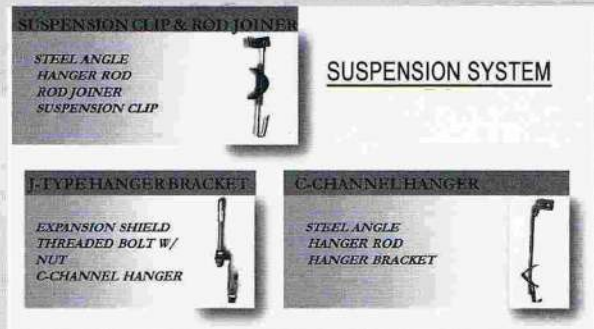 SUSPENSION CLIP & ROD JOINER
STEEL ANGLE
HANGER ROD
ROD JOINER
SUSPENSION CLIP
SUSPENSION SYSTEM
J-TYPE HANGER BRACKET
EXPANSION SHIELD
THREADED BOLT W/
NUT
C-CHANNEL HANGER
C-CHANNEL HANGER
STEEL ANGLE
HANGER ROD
HANGER BRACKET